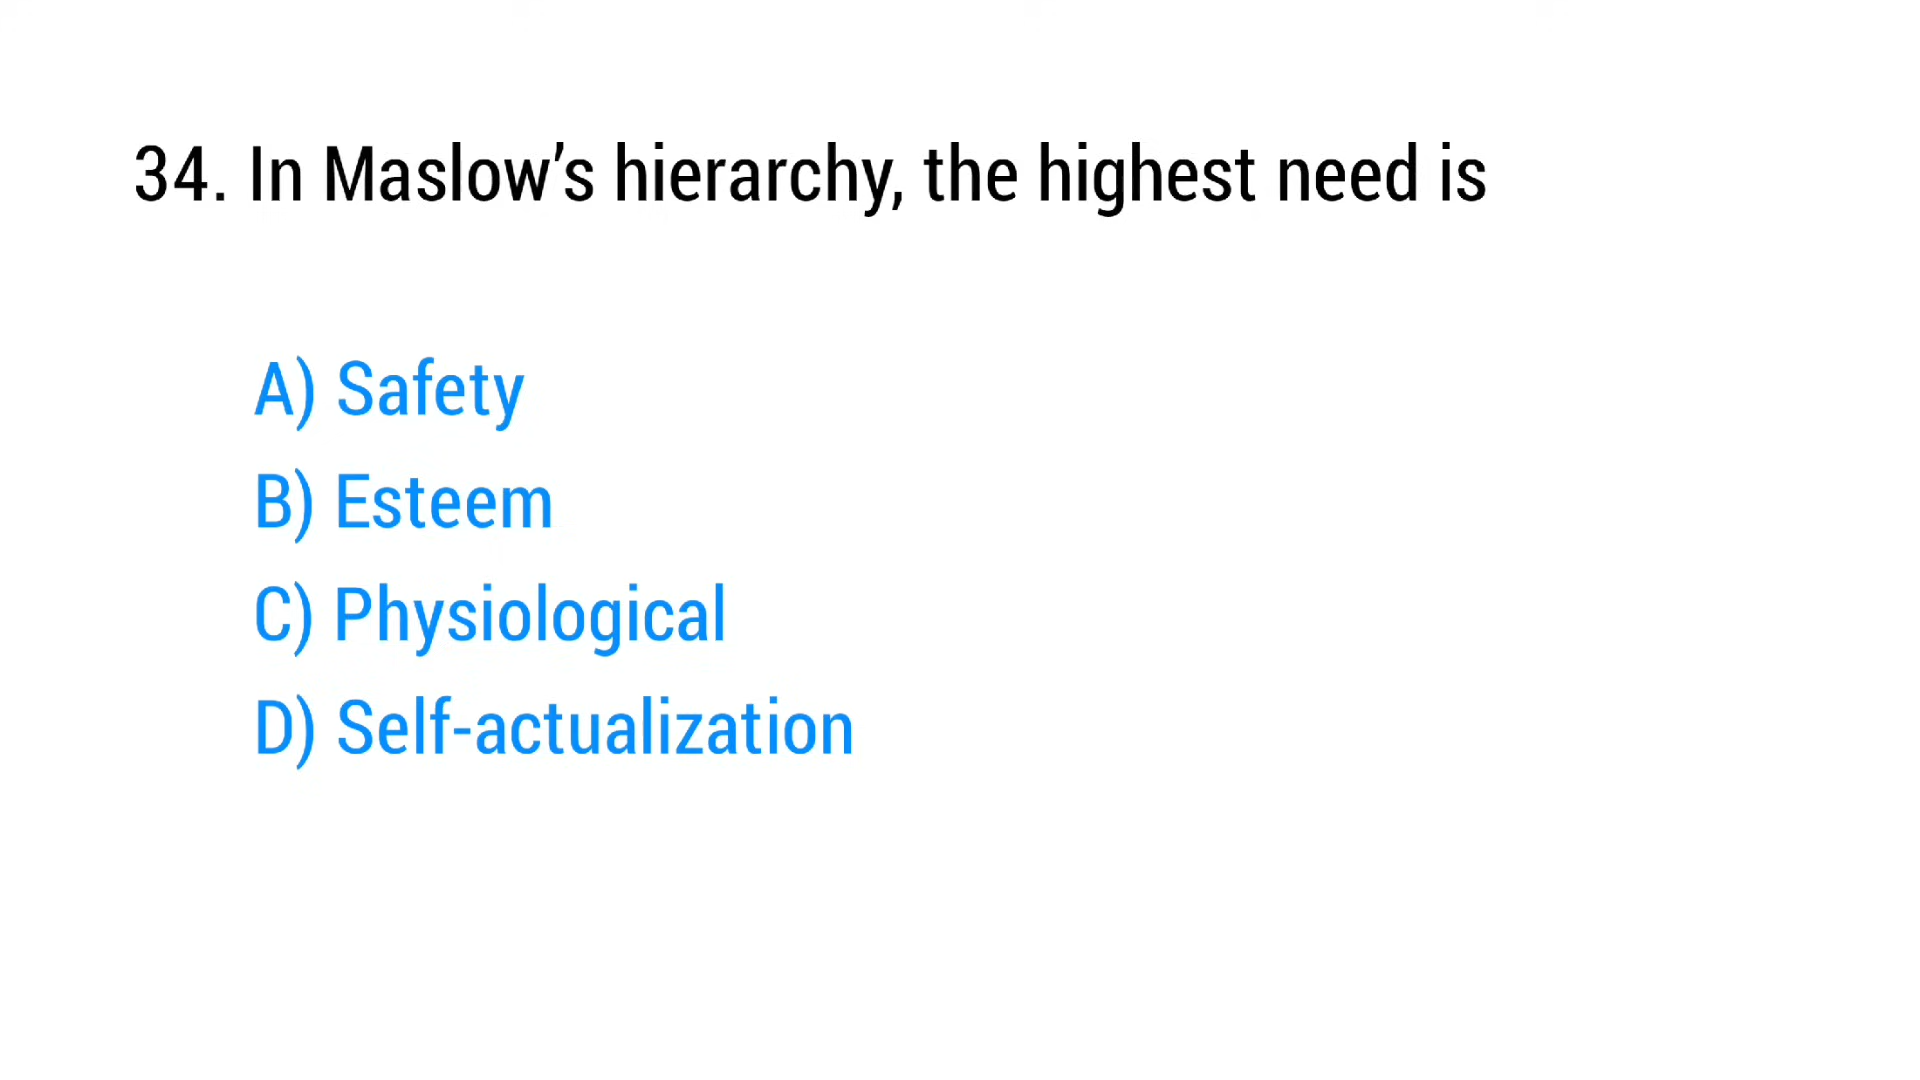 34. In Maslow’s hierarchy, the highest need is
A) Safety
B) Esteem
C) Physiological
D) Self-actualization